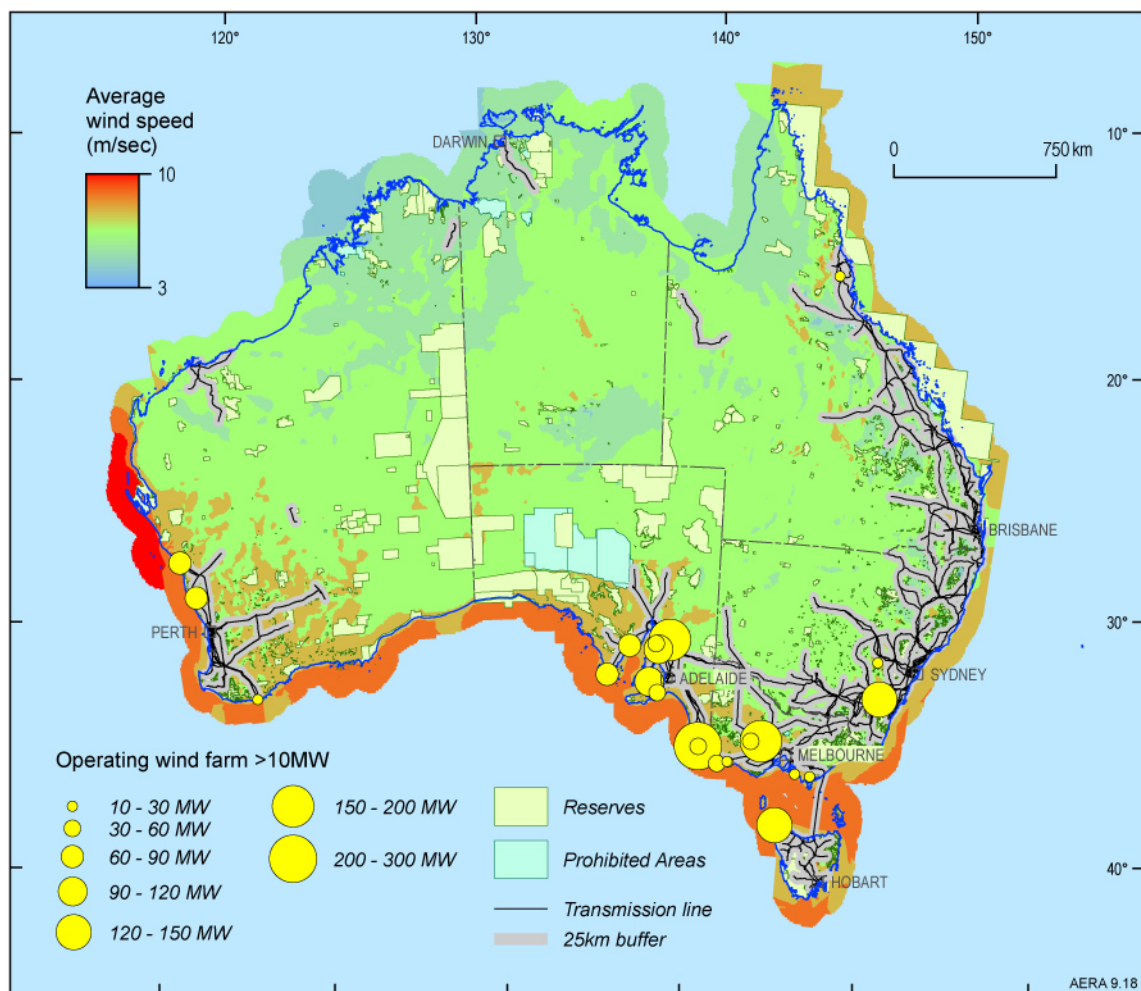 120°
130°
140°
150°
Average
wind speed
(m/sec)
10
3
DARWIN
0
750 km
10°
20°
BRISBANE
30°
PERTH
ADELAIDE
SYDNEY
MELBOURNE
40°
HOBART
Operating wind farm >10MW
10 - 30 MW
30 - 60 MW
60 - 90 MW
90 - 120 MW
120 - 150 MW
150 - 200 MW
200 - 300 MW
Reserves
Prohibited Areas
Transmission line
25km buffer
AERA 9.18